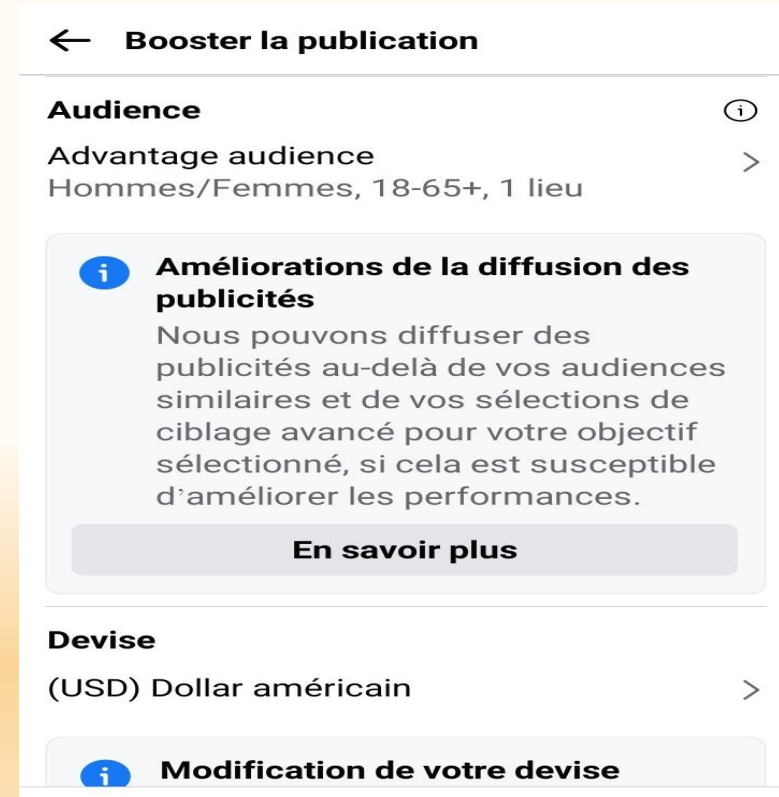 Booster la publication
Audience
Advantage audience
Hommes/Femmes, 18-65+, 1 lieu
Améliorations de la diffusion des
publicités
Nous pouvons diffuser des
publicités au-delà de vos audiences
similaires et de vos sélections de
ciblage avancé pour votre objectif
sélectionné, si cela est susceptible
d’améliorer les performances.
En savoir plus
Devise
(USD) Dollar américain
Modification de votre devise